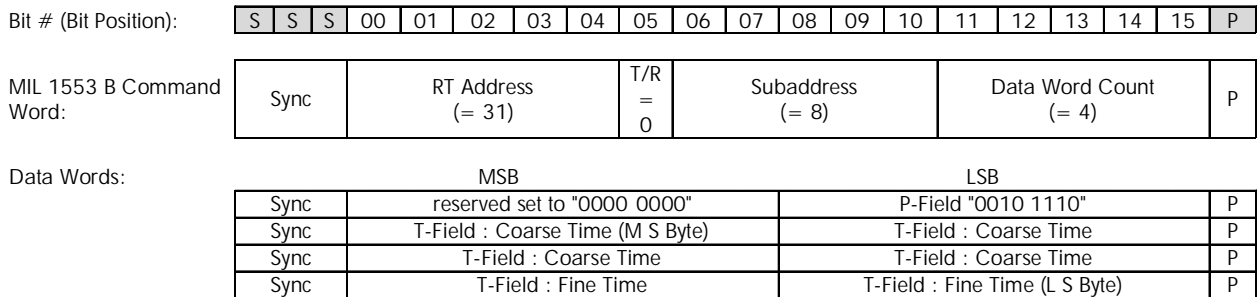 Bit # (Bit Position): S S S 00 01 02 03 04 05 06 07 08 09 10 11 12 13 14 15 P
MIL 1553 B Command Word: Sync RT Address (= 31) T/R = 0 Subaddress (= 8) Data Word Count (= 4) P
Data Words: MSB LSB
Sync reserved set to "0000 0000" P-Field "0010 1110" P
Sync T-Field : Coarse Time (M S Byte) T-Field : Coarse Time P
Sync T-Field : Coarse Time T-Field : Coarse Time P
Sync T-Field : Fine Time T-Field : Fine Time (L S Byte) P